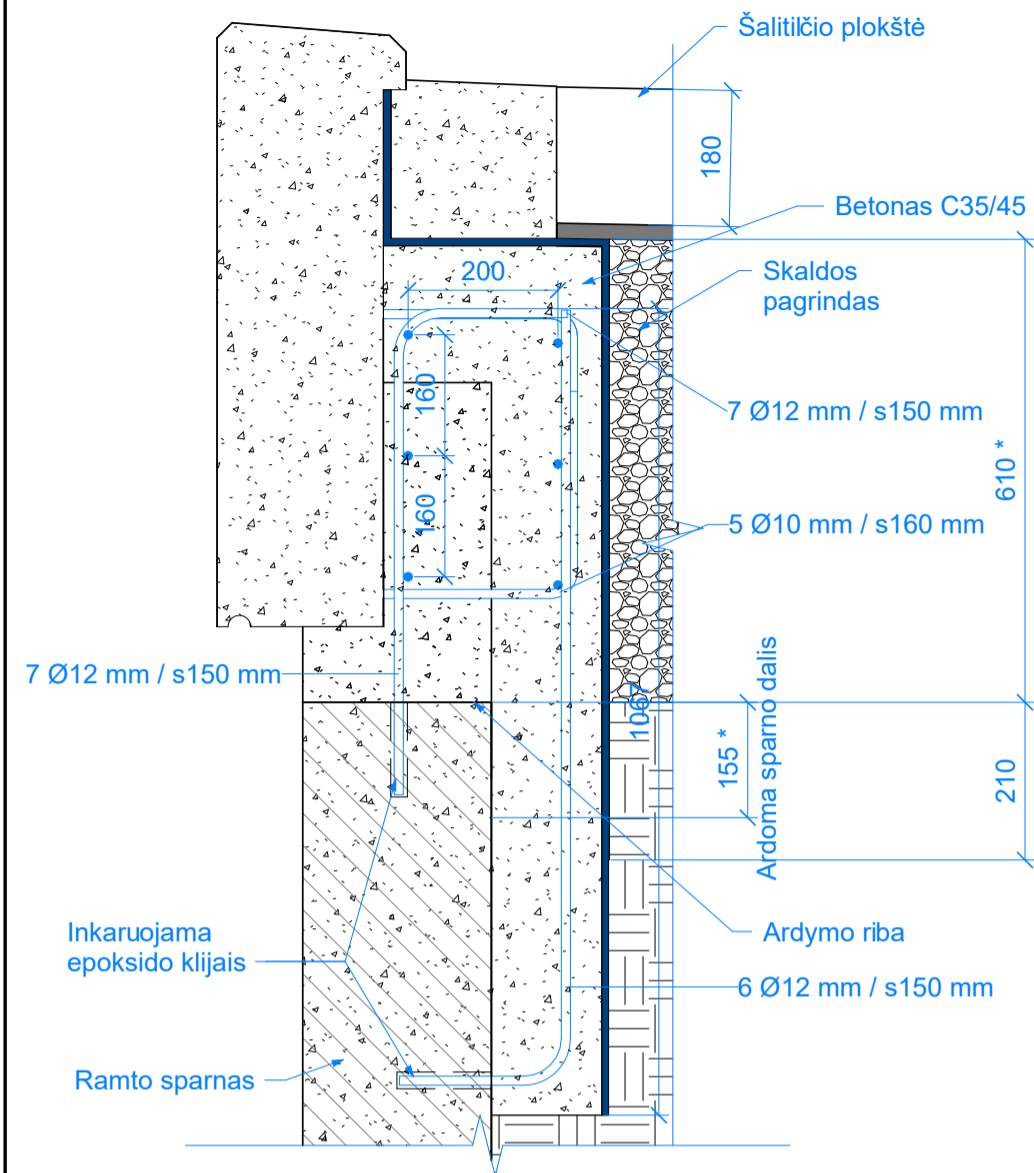 Šalitilčio plokštė
180
Betonas C35/45
200
Skaldos
pagrindas
160
7 Ø12 mm / s150 mm
610 *
160
5 Ø10 mm / s160 mm
7 Ø12 mm / s150 mm
1067
155 *
Ardoma sparno dalis
210
Inkaruojama
epoksido klijais
Ardymo riba
6 Ø12 mm / s150 mm
Ramto sparnas